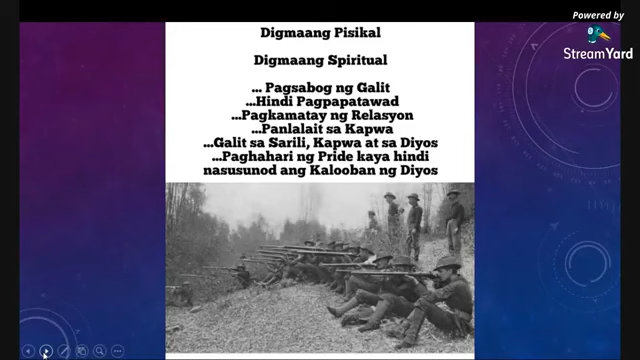 Powered by
StreamYard
Digmaang Pisikal
Digmaang Spiritual
... Pagsabog ng Galit
...Hindi Pagpapatawad
...Pagkamatay ng Relasyon
...Panlalait sa Kapwa
...Galit sa Sarili, Kapwa at sa Diyos
...Paghahari ng Pride kaya hindi
nasusunod ang Kalooban ng Diyos